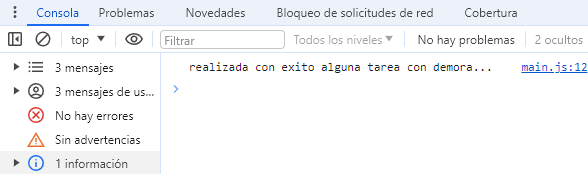 Consola Problemas Novedades Bloqueo de solicitudes de red Cobertura
top Filtrar Todos los niveles No hay problemas 2 ocultos
3 mensajes
3 mensajes de us...
No hay errores
Sin advertencias
1 información
realizada con exito alguna tarea con demora... main.js:12